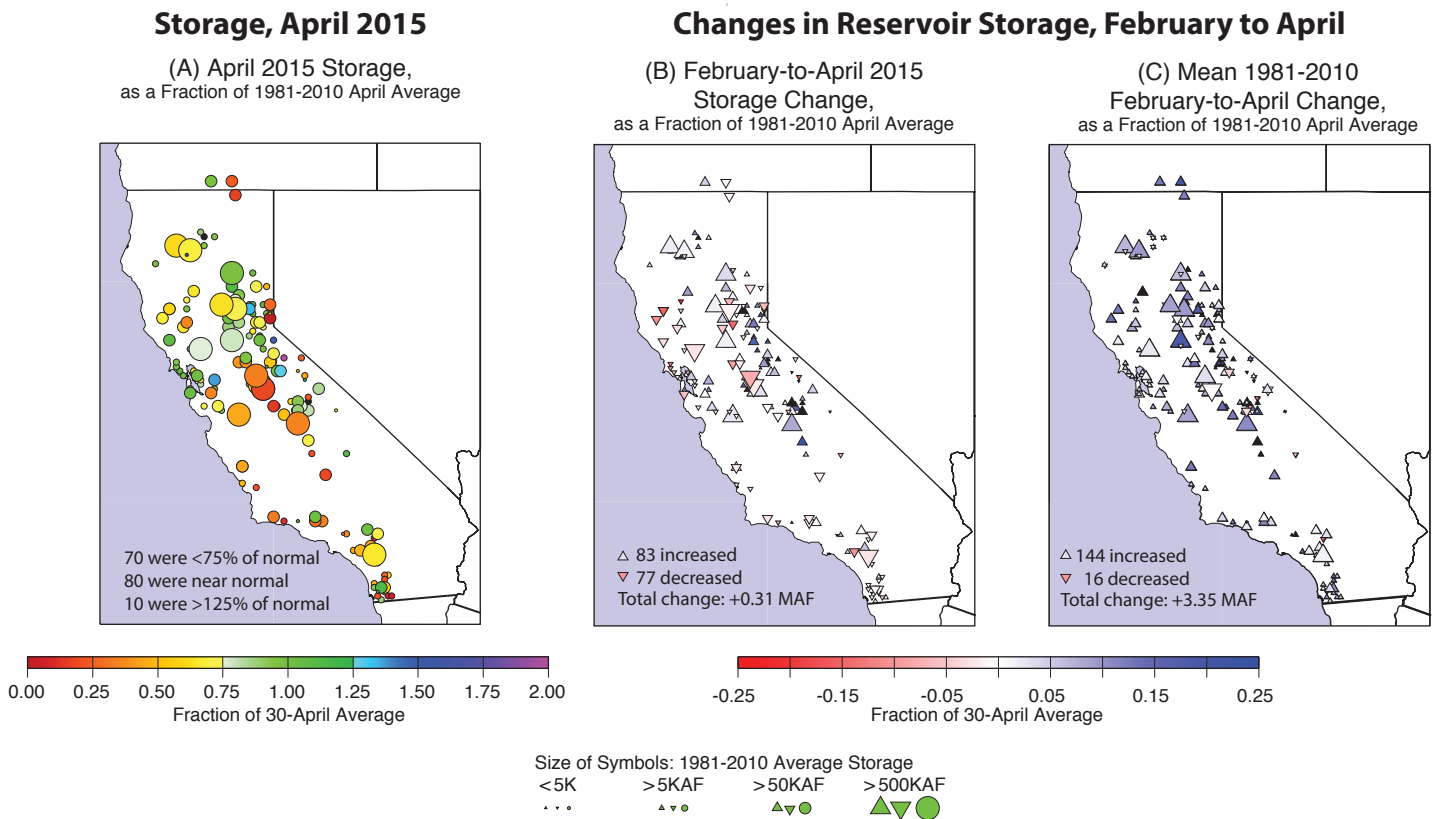 Storage, April 2015
Changes in Reservoir Storage, February to April
(A) April 2015 Storage,
as a Fraction of 1981-2010 April Average
(B) February-to-April 2015
Storage Change,
as a Fraction of 1981-2010 April Average
(C) Mean 1981-2010
February-to-April Change,
as a Fraction of 1981-2010 April Average
70 were <75% of normal
80 were near normal
10 were >125% of normal
83 increased
77 decreased
Total change: +0.31 MAF
144 increased
16 decreased
Total change: +3.35 MAF
0.00 0.25 0.50 0.75 1.00 1.25 1.50 1.75 2.00
Fraction of 30-April Average
-0.25 -0.15 -0.05 0.05 0.15 0.25
Fraction of 30-April Average
Size of Symbols: 1981-2010 Average Storage
<5K >5KAF >50KAF >500KAF